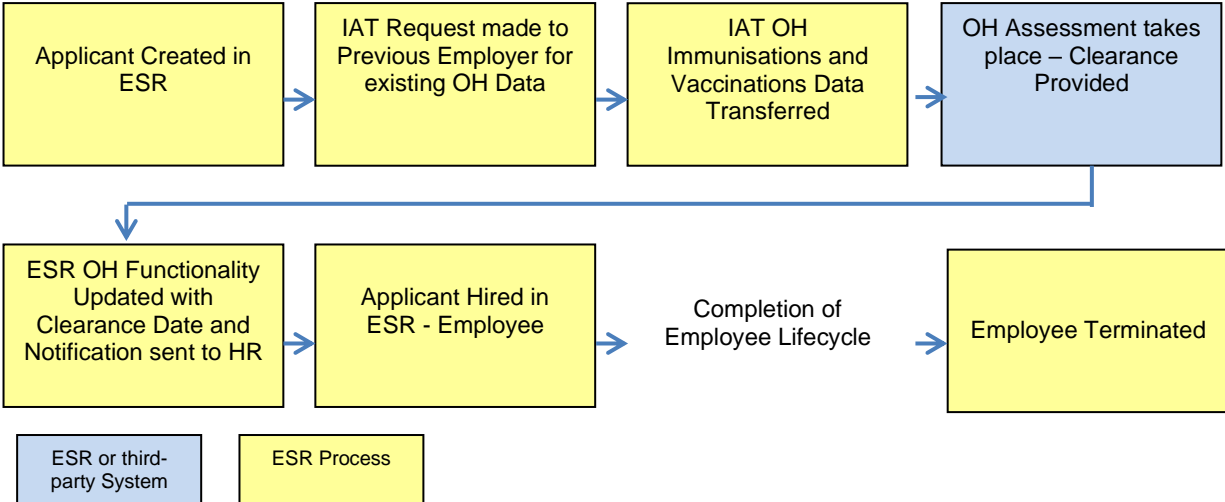 Applicant Created in
ESR
IAT Request made to
Previous Employer for
existing OH Data
IAT OH
Immunisations and
Vaccinations Data
Transferred
OH Assessment takes
place – Clearance
Provided
ESR OH Functionality
Updated with
Clearance Date and
Notification sent to HR
Applicant Hired in
ESR - Employee
Completion of
Employee Lifecycle
Employee Terminated
ESR or third-
party System
ESR Process